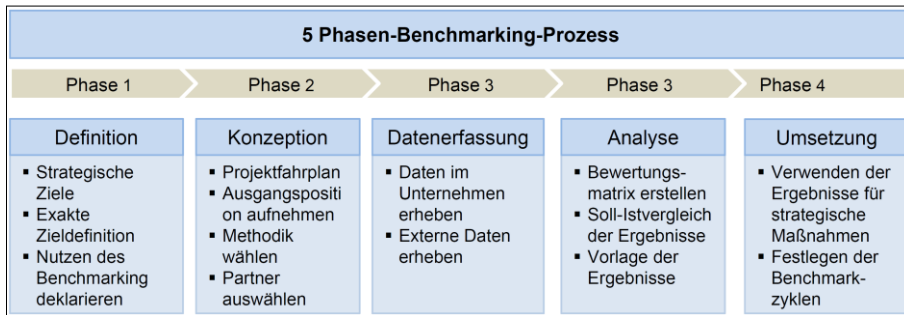 5 Phasen-Benchmarking-Prozess
Phase 1
Phase 2
Phase 3
Phase 3
Phase 4
Definition
▪ Strategische
Ziele
▪ Exakte
Zieldefinition
▪ Nutzen des
Benchmarking
deklarieren
Konzeption
▪ Projektfahrplan
▪ Ausgangspositi
on aufnehmen
▪ Methodik
wählen
▪ Partner
auswählen
Datenerfassung
▪ Daten im
Unternehmen
erheben
▪ Externe Daten
erheben
Analyse
▪ Bewertungs-
matrix erstellen
▪ Soll-Istvergleich
der Ergebnisse
▪ Vorlage der
Ergebnisse
Umsetzung
▪ Verwenden der
Ergebnisse für
strategische
Maßnahmen
▪ Festlegen der
Benchmark-
zyklen